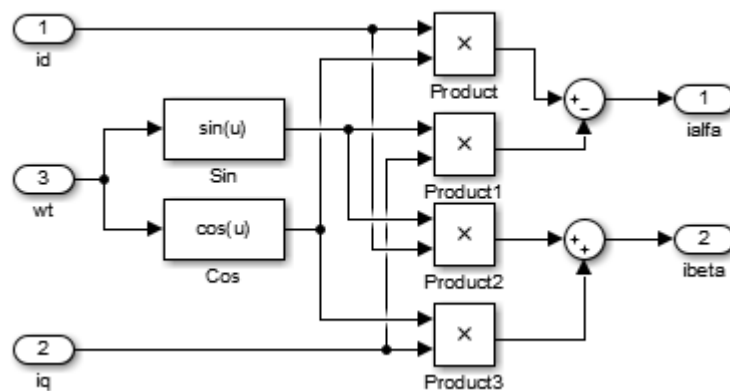 1
id
×
Product
+
−
1
ialfa
sin(u)
Sin
×
Product1
3
wt
cos(u)
Cos
×
Product2
+
+
2
ibeta
2
iq
×
Product3